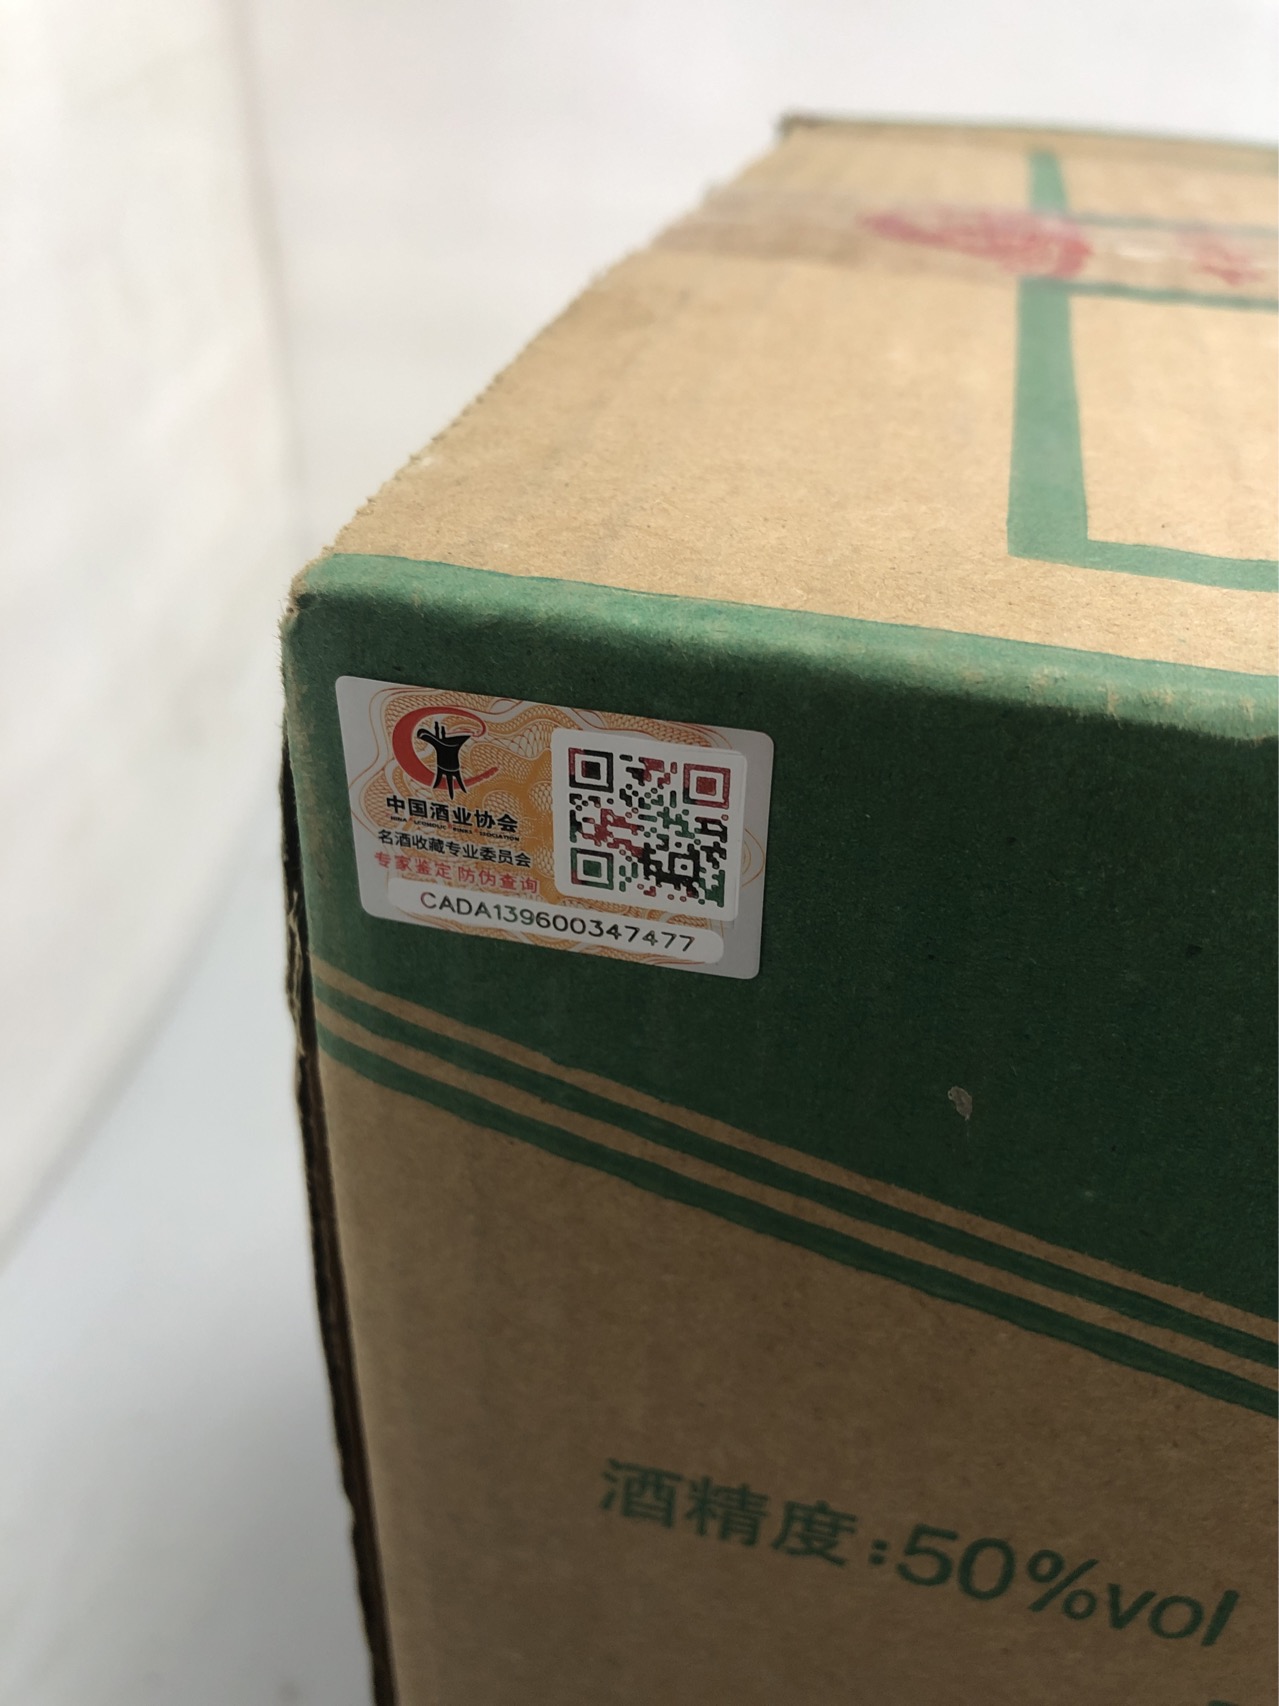 中国酒业协会
名酒收藏专业委员会
专家鉴定 防伪查询
CADA139600347477
酒精度:50%vol